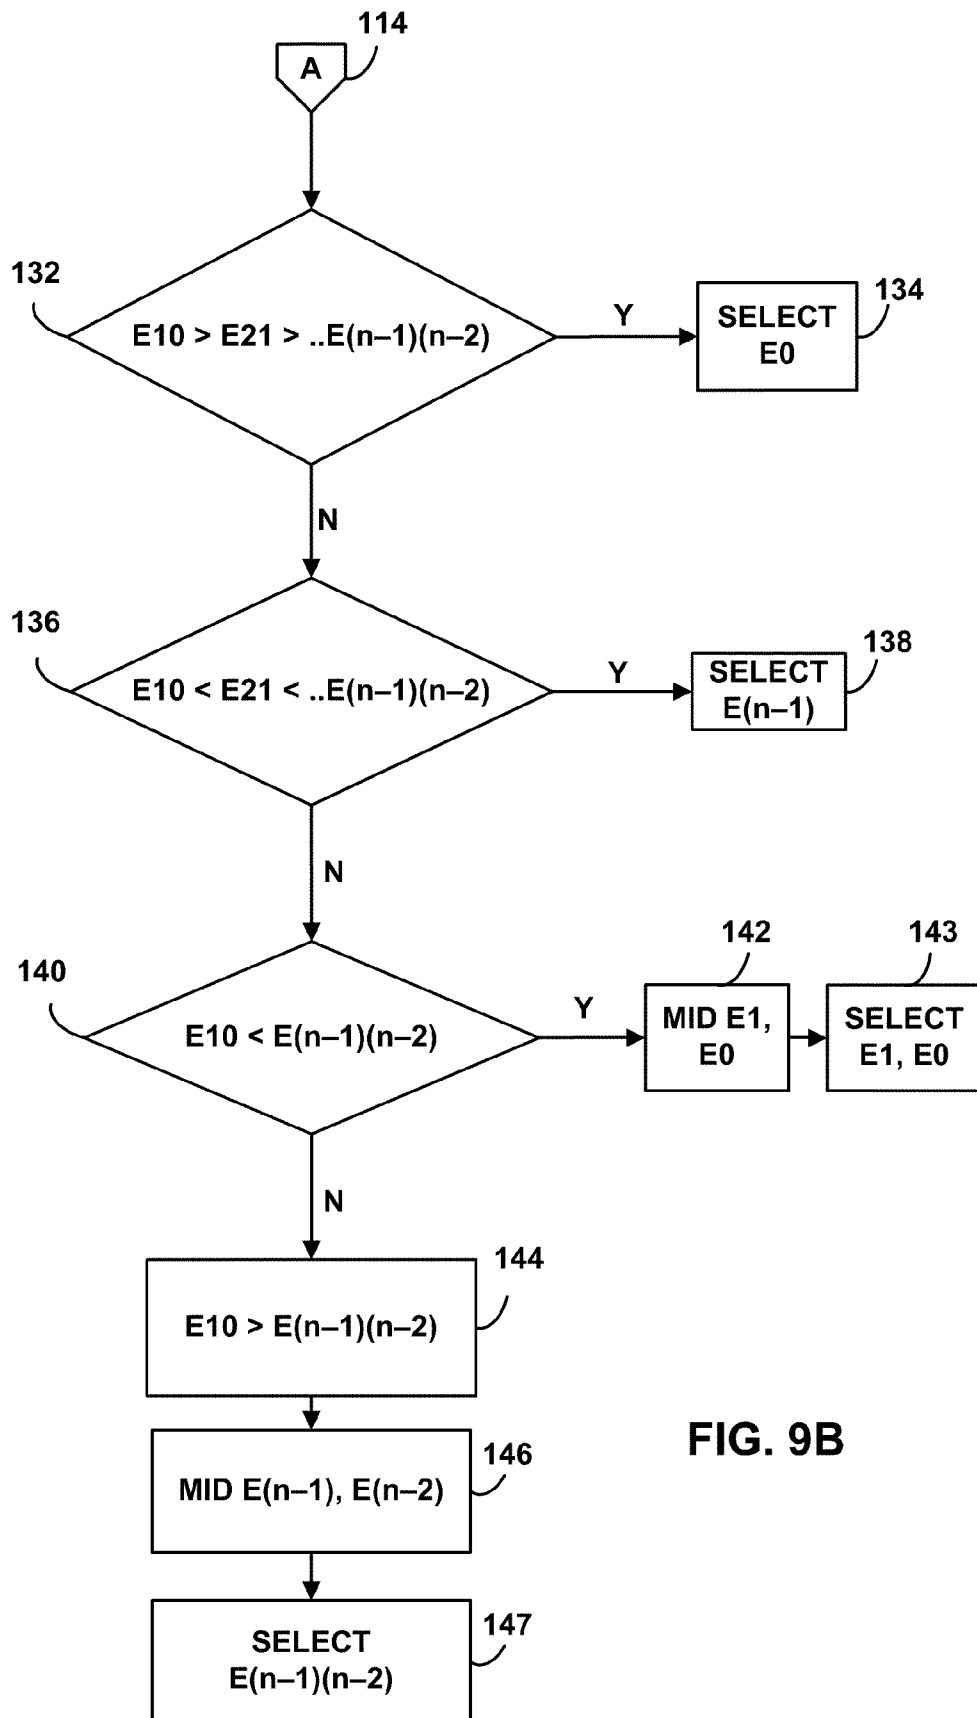 114
A
132
E10 > E21 > ..E(n–1)(n–2)
Y
SELECT
E0
134
N
136
E10 < E21 < ..E(n–1)(n–2)
Y
SELECT
E(n–1)
138
N
140
E10 < E(n–1)(n–2)
Y
142
MID E1,
E0
143
SELECT
E1, E0
N
144
E10 > E(n–1)(n–2)
146
MID E(n–1), E(n–2)
FIG. 9B
147
SELECT
E(n–1)(n–2)